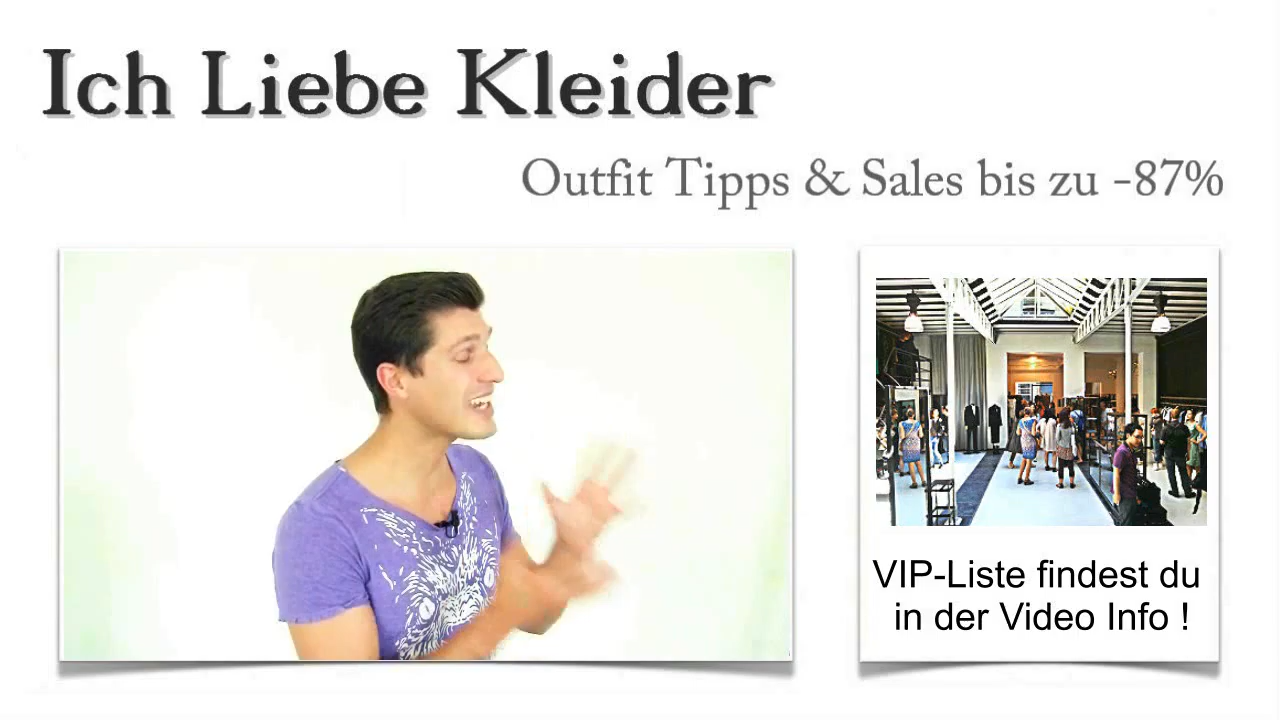 Ich Liebe Kleider
Outfit Tipps & Sales bis zu -87%
VIP-Liste findest du
in der Video Info !